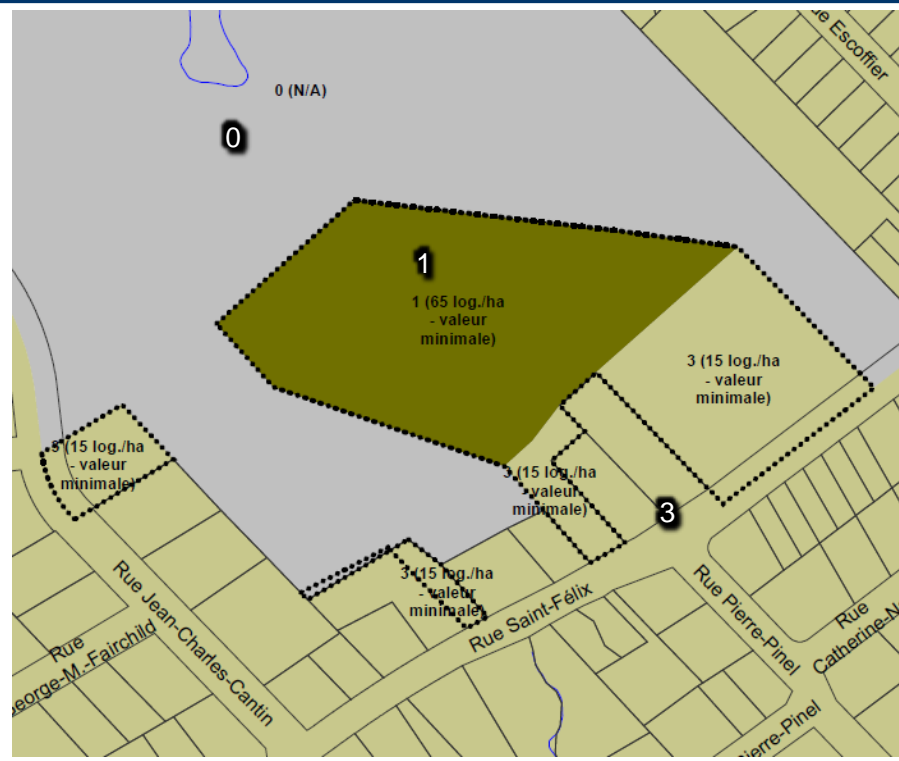 Rue Escoffier
0 (N/A)
0
1
1 (65 log./ha
- valeur
minimale)
3 (15 log./ha
- valeur
minimale)
3 (15 log./ha
- valeur
minimale)
3 (15 log./ha
- valeur
minimale)
3
3 (15 log./ha
- valeur
minimale)
Rue Saint-Félix
Rue Jean-Charles-Cantin
Rue
George-M.-Fairchild
Rue Pierre-Pinel
Rue
Catherine-N
Pierre-Pinel